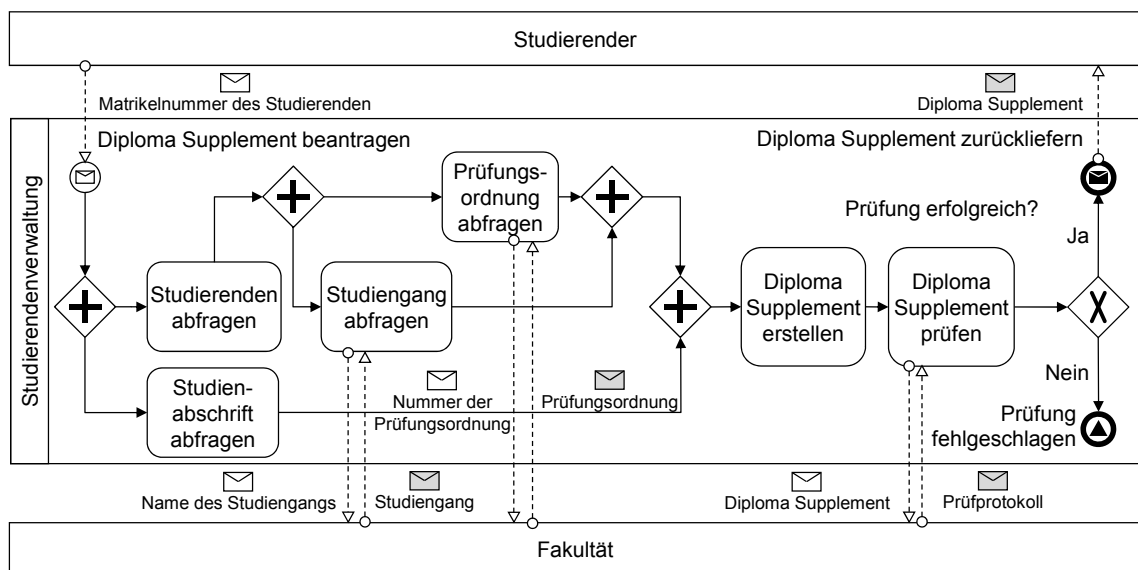 Studierender
Matrikelnummer des Studierenden
Diploma Supplement
Studierendenverwaltung
Diploma Supplement beantragen
Diploma Supplement zurückliefern
Prüfungs-
ordnung
abfragen
Prüfung erfolgreich?
Ja
Studierenden
abfragen
Studiengang
abfragen
Diploma
Supplement
erstellen
Diploma
Supplement
prüfen
X
Nein
Studien-
abschrift
abfragen
Nummer der
Prüfungsordnung
Prüfungsordnung
Prüfung
fehlgeschlagen
Name des Studiengangs
Studiengang
Diploma Supplement
Prüfprotokoll
Fakultät